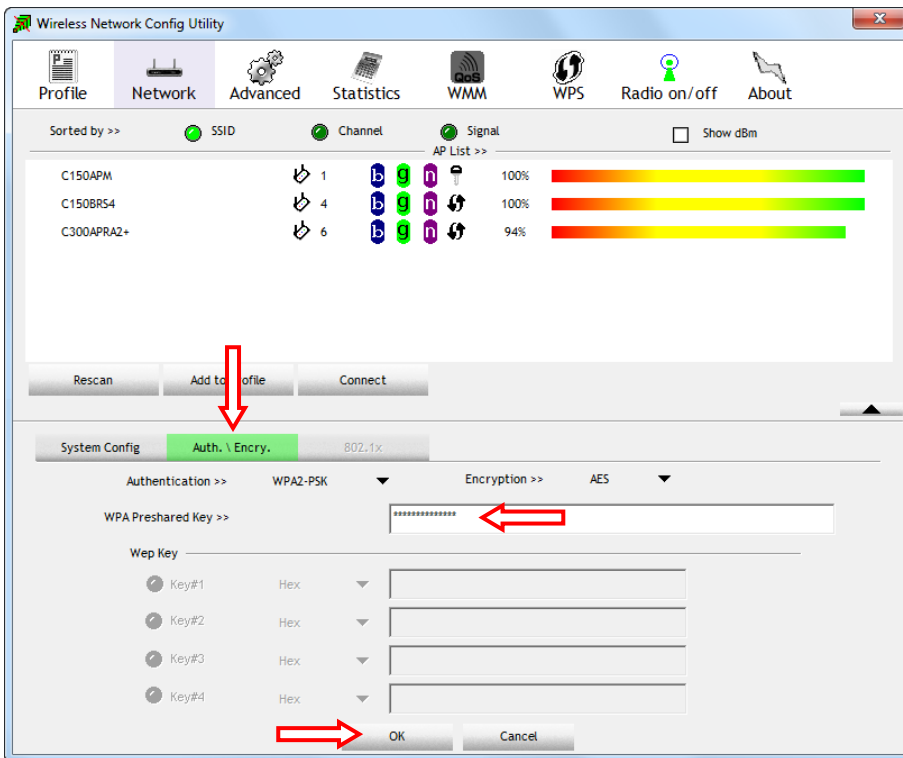 Wireless Network Config Utility
x
Profile Network Advanced Statistics WMM WPS Radio on/off About
QoS
Sorted by >> SSID Channel Signal Show dBm
AP List >>
C150APM 1 b g n 100%
C150BRS4 4 b g n 100%
C300APRA2+ 6 b g n 94%
Rescan Add to Profile Connect
System Config Auth. \ Encry. 802.1x
Authentication >> WPA2-PSK Encryption >> AES
WPA Preshared Key >> **************
Wep Key
Key#1 Hex
Key#2 Hex
Key#3 Hex
Key#4 Hex
OK Cancel